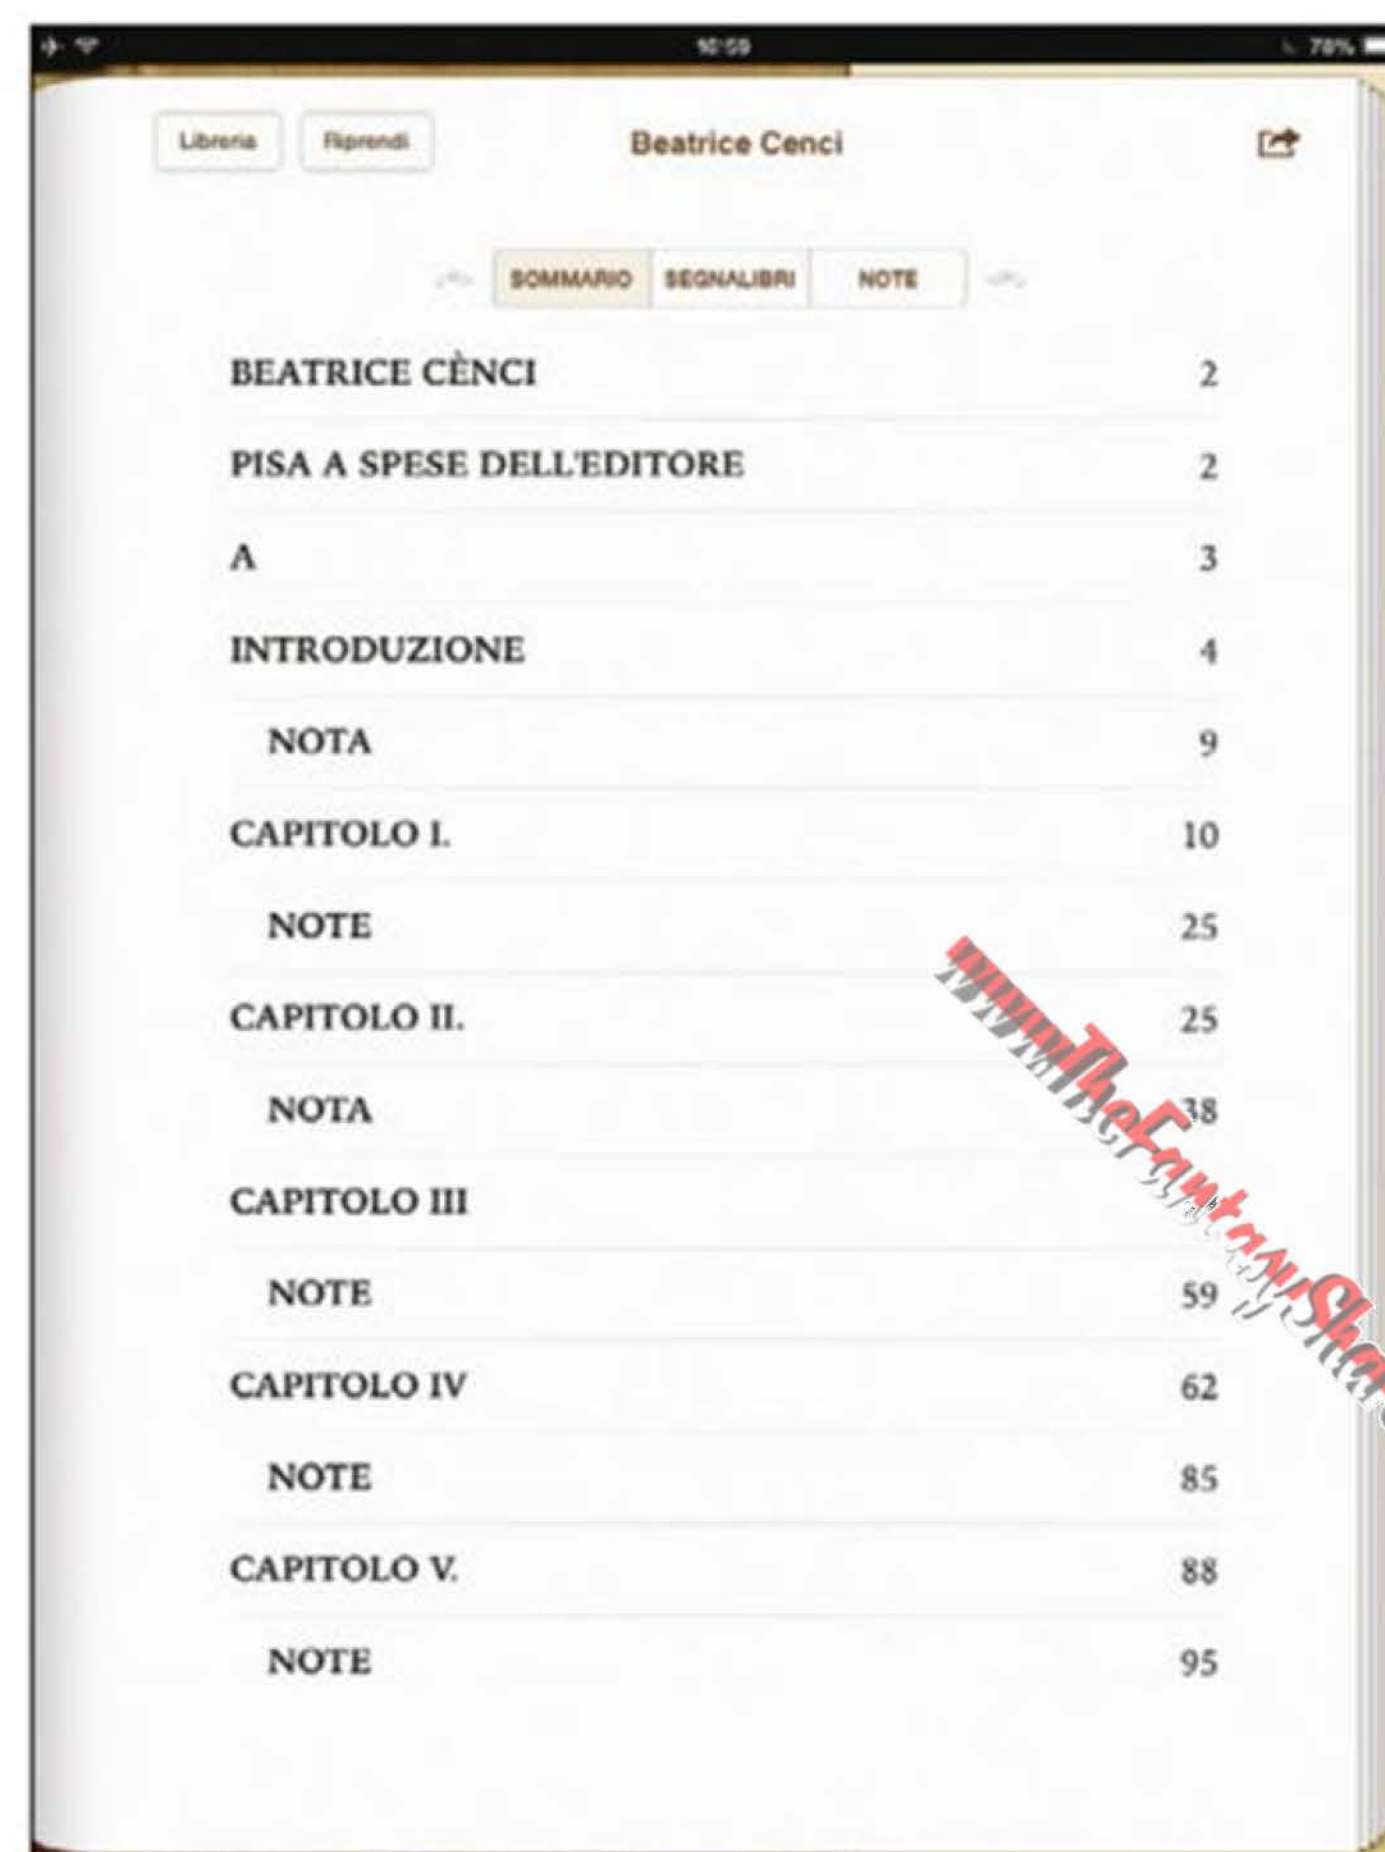 16:59
78%
Libreria Riprendi Beatrice Cenci
SOMMARIO SEGNALIBRI NOTE
BEATRICE CÈNCI 2
PISA A SPESE DELL'EDITORE 2
A 3
INTRODUZIONE 4
NOTA 9
CAPITOLO I. 10
NOTE 25
CAPITOLO II. 25
NOTA 38
CAPITOLO III
NOTE 59
CAPITOLO IV 62
NOTE 85
CAPITOLO V. 88
NOTE 95